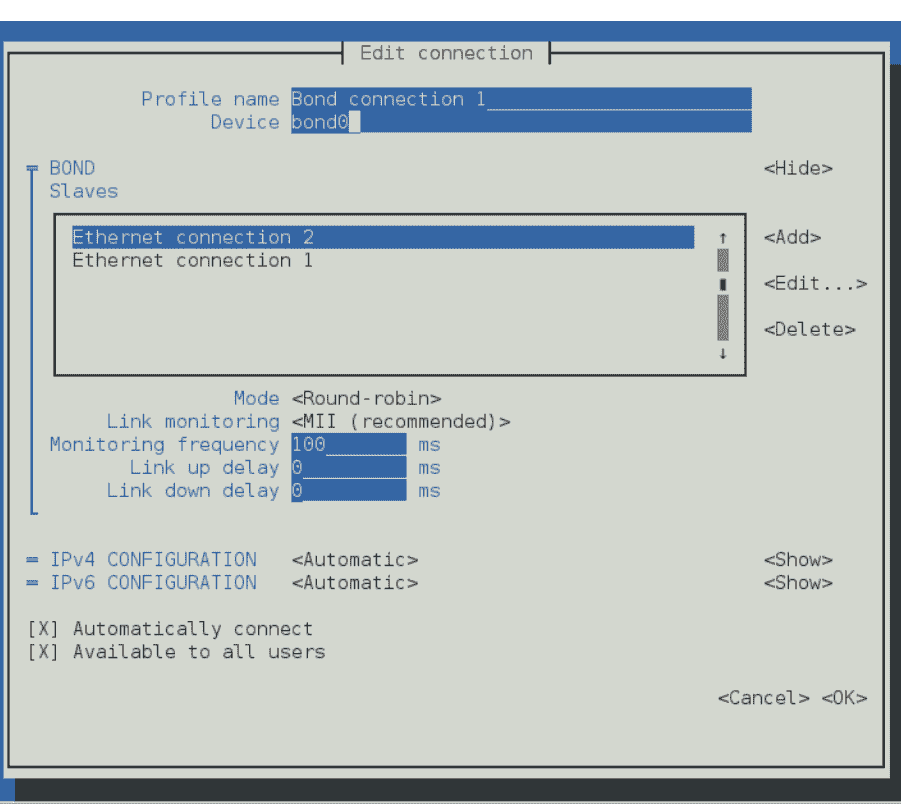 Edit connection
Profile name Bond connection 1
Device bond0
BOND <Hide>
Slaves
Ethernet connection 2 ↑ <Add>
Ethernet connection 1
<Edit...>
<Delete>
↓
Mode <Round-robin>
Link monitoring <MII (recommended)>
Monitoring frequency 100 ms
Link up delay 0 ms
Link down delay 0 ms
= IPv4 CONFIGURATION <Automatic> <Show>
= IPv6 CONFIGURATION <Automatic> <Show>
[X] Automatically connect
[X] Available to all users
<Cancel> <OK>